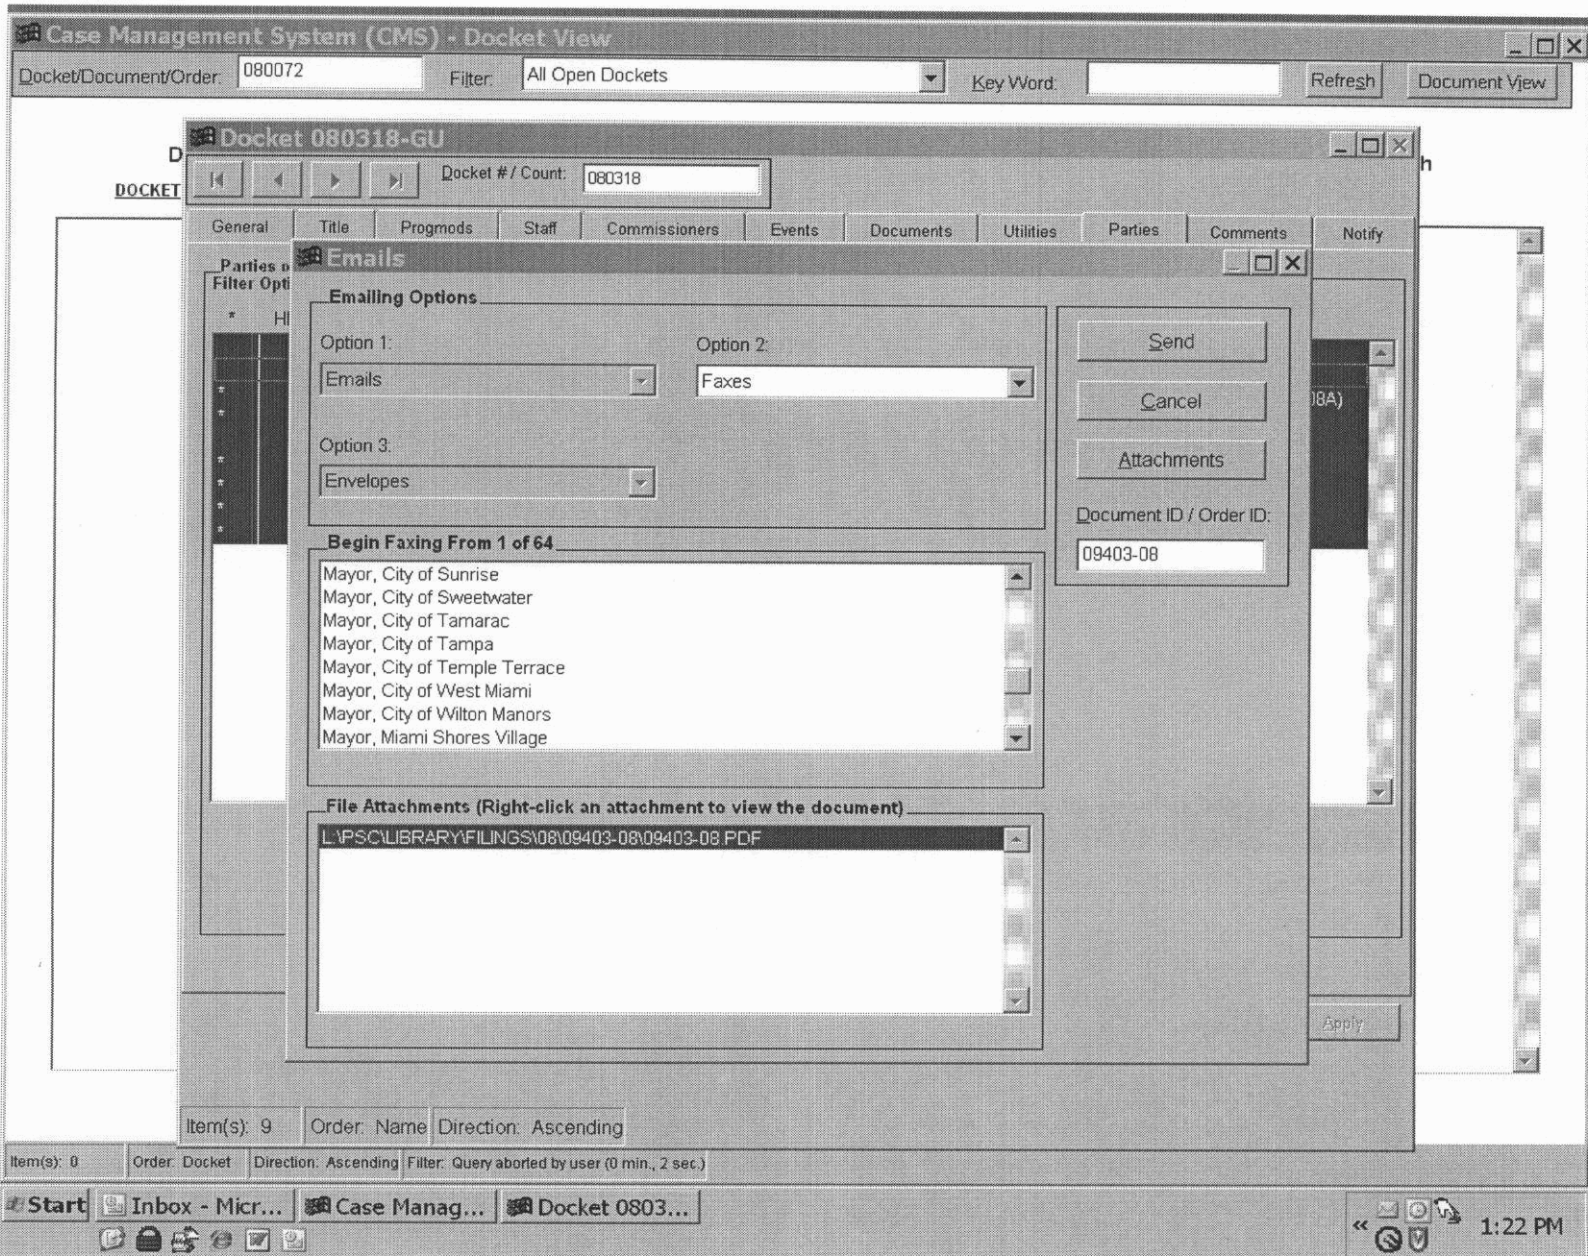 Case Management System (CMS) - Docket View
Docket/Document/Order: 080072 Filter: All Open Dockets Key Word: Refresh Document View
Docket 080318-GU
D h
DOCKET
Docket # / Count: 080318
General Title Progmods Staff Commissioners Events Documents Utilities Parties Comments Notify
Parties
Filter Opti
Emails
Emailing Options
* HI
Option 1: Option 2:
Send
Emails Faxes
Cancel
08A)
Option 3:
Attachments
Envelopes
Document ID / Order ID:
Begin Faxing From 1 of 64
09403-08
Mayor, City of Sunrise
Mayor, City of Sweetwater
Mayor, City of Tamarac
Mayor, City of Tampa
Mayor, City of Temple Terrace
Mayor, City of West Miami
Mayor, City of Wilton Manors
Mayor, Miami Shores Village
File Attachments (Right-click an attachment to view the document)
L:\PSC\LIBRARY\FILINGS\08\09403-08\09403-08.PDF
Apply
Item(s): 9 Order: Name Direction: Ascending
Item(s): 0 Order: Docket Direction: Ascending Filter: Query aborted by user (0 min., 2 sec.)
Start Inbox - Micr... Case Manag... Docket 0803...
« 1:22 PM